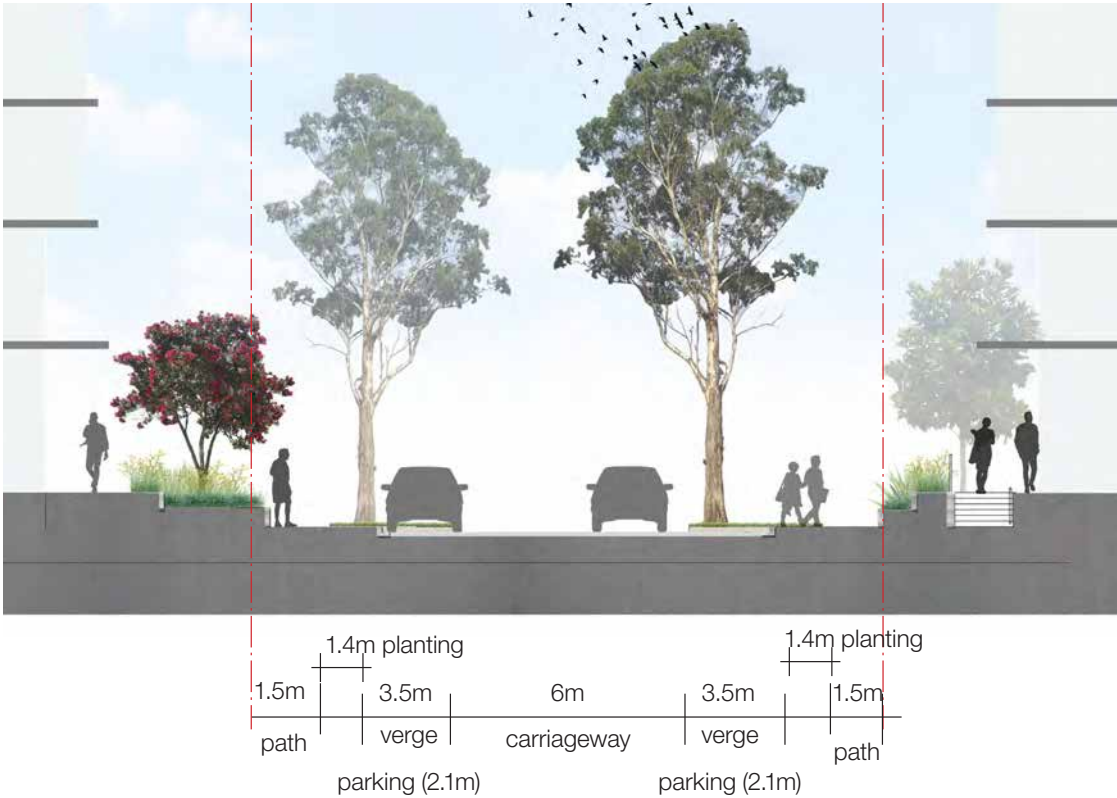 1.4m planting 1.4m planting
1.5m 3.5m 6m 3.5m 1.5m
path verge carriageway verge path
parking (2.1m) parking (2.1m)